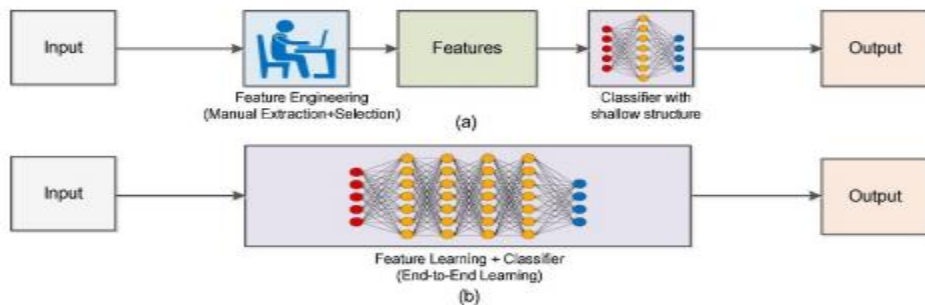 Input
Features
Output
Feature Engineering
(Manual Extraction+Selection)
Classifier with
shallow structure
(a)
Input
Output
Feature Learning + Classifier
(End-to-End Learning)
(b)